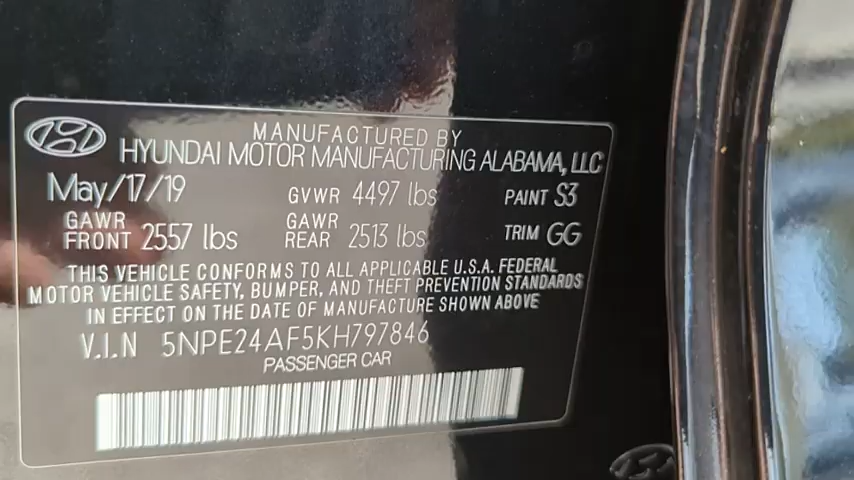 MANUFACTURED BY
HYUNDAI MOTOR MANUFACTURING ALABAMA, LLC
May/17/19 GVWR 4497 lbs PAINT S3
GAWR FRONT 2557 lbs GAWR REAR 2513 lbs TRIM GG
THIS VEHICLE CONFORMS TO ALL APPLICABLE U.S.A. FEDERAL
MOTOR VEHICLE SAFETY, BUMPER, AND THEFT PREVENTION STANDARDS
IN EFFECT ON THE DATE OF MANUFACTURE SHOWN ABOVE
V.I.N 5NPE24AF5KH797846
PASSENGER CAR